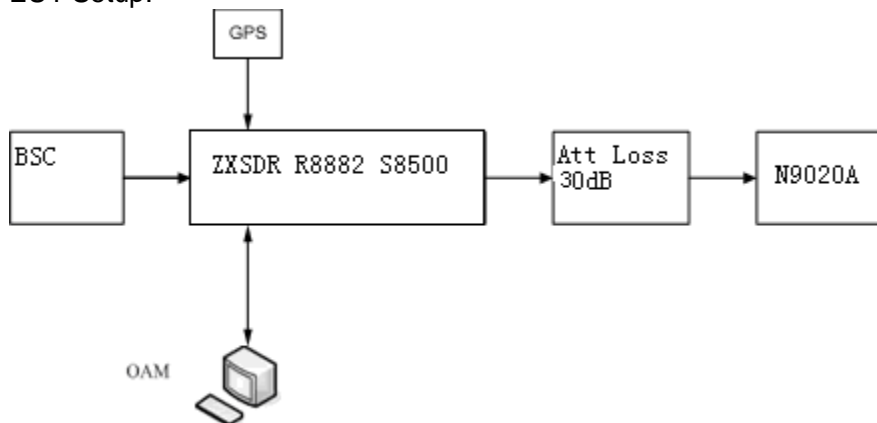 GPS
BSC
ZXSDR R8882 S8500
Att Loss
30dB
N9020A
OAM